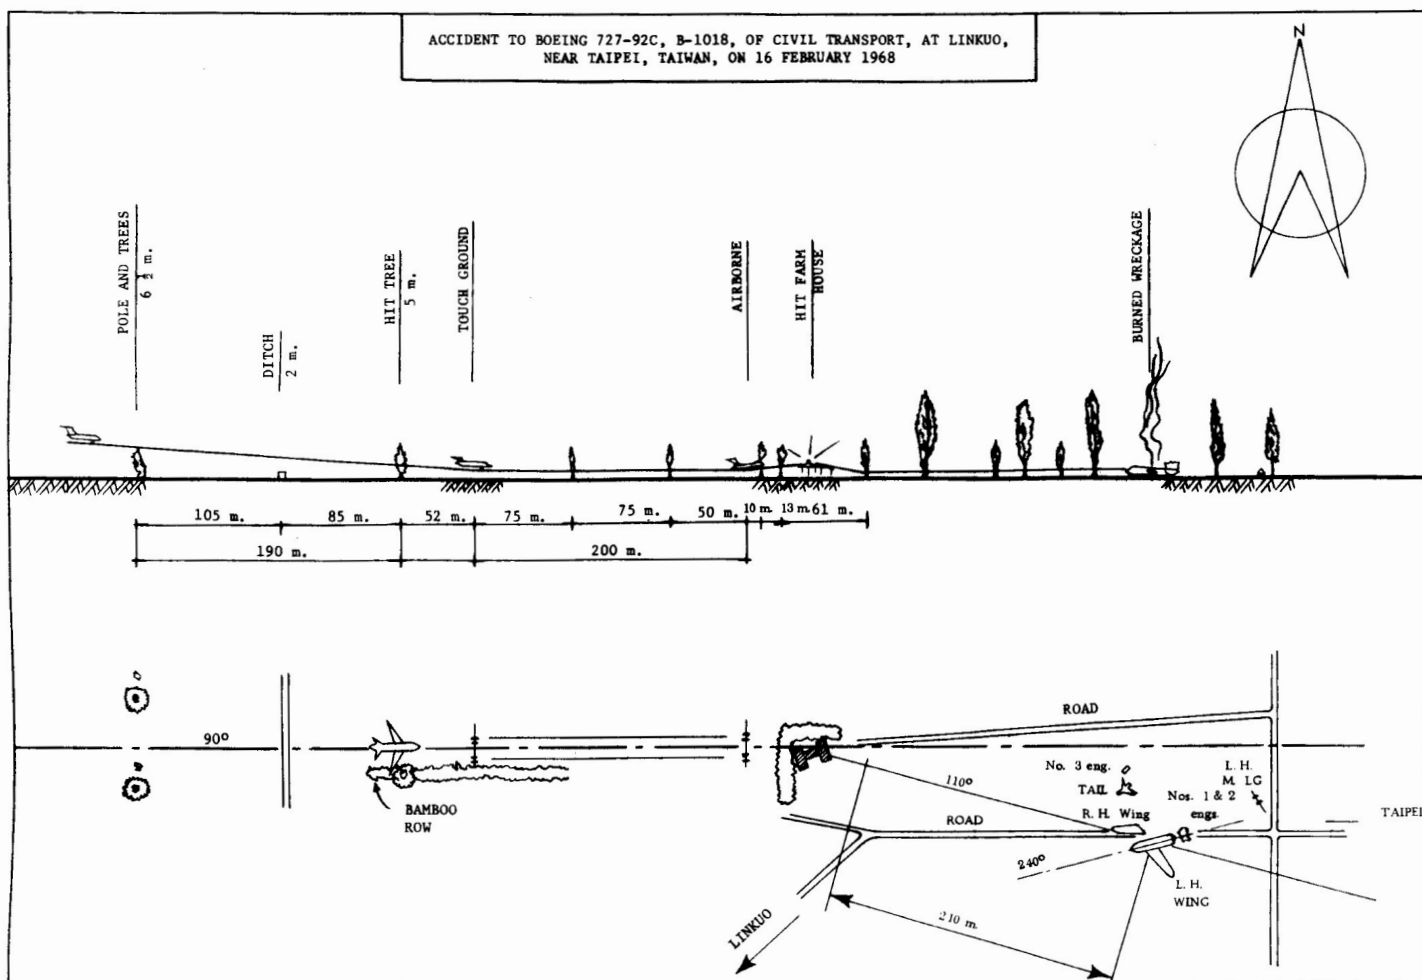 ACCIDENT TO BOEING 727-92C, B-1018, OF CIVIL TRANSPORT, AT LINKUO,
NEAR TAIPEI, TAIWAN, ON 16 FEBRUARY 1968
N
POLE AND TREES
6 ½ m.
DITCH
2 m.
HIT TREE
5 m.
TOUCH GROUND
AIRBORNE
HIT FARM
HOUSE
BURNED WRECKAGE
105 m.
85 m.
52 m.
75 m.
75 m.
50 m.
10 m
13 m.
61 m.
190 m.
200 m.
90°
BAMBOO
ROW
ROAD
110°
No. 3 eng.
TAIL
R. H. Wing
L. H.
M. LG
Nos. 1 & 2
engs.
TAIPEI
ROAD
240°
L. H.
WING
LINKUO
210 m.